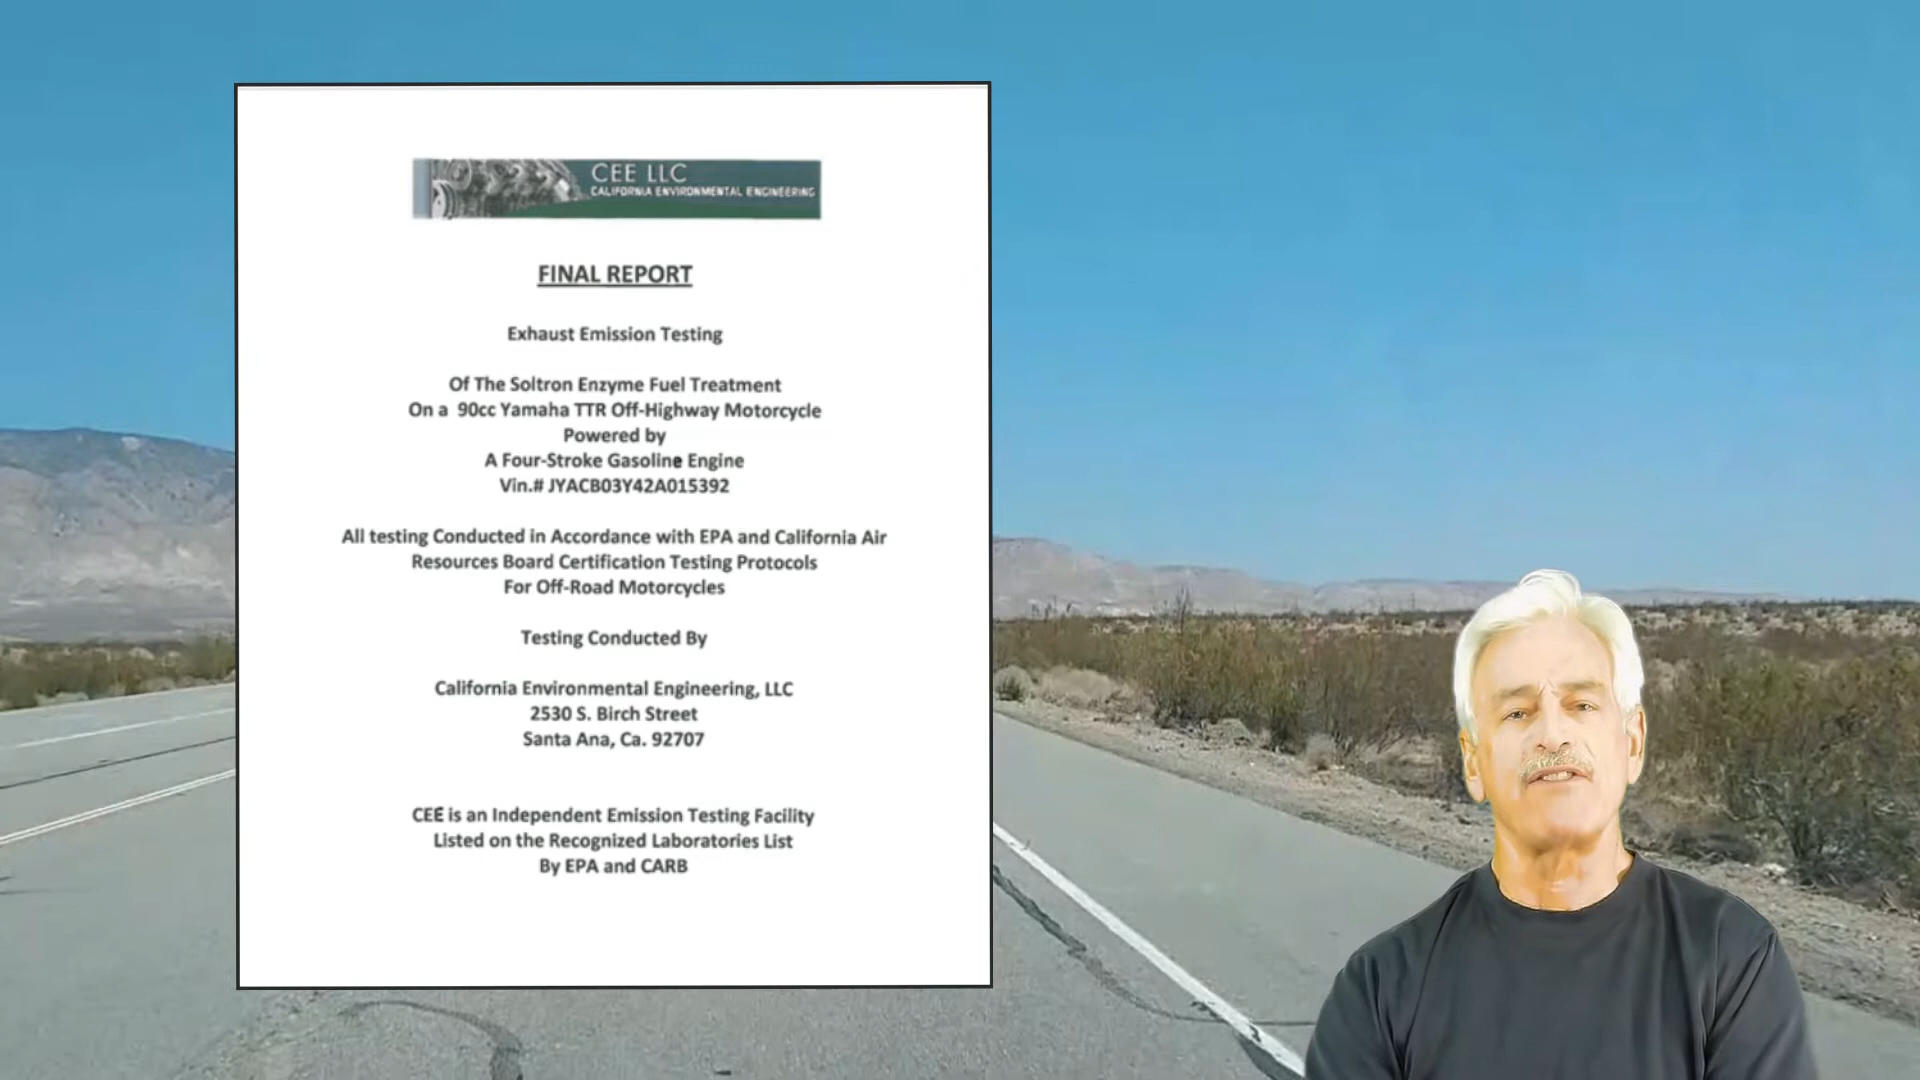 CEE LLC
CALIFORNIA ENVIRONMENTAL ENGINEERING
FINAL REPORT
Exhaust Emission Testing
Of The Soltron Enzyme Fuel Treatment
On a 90cc Yamaha TTR Off-Highway Motorcycle
Powered by
A Four-Stroke Gasoline Engine
Vin.# JYACB03Y42A015392
All testing Conducted in Accordance with EPA and California Air
Resources Board Certification Testing Protocols
For Off-Road Motorcycles
Testing Conducted By
California Environmental Engineering, LLC
2530 S. Birch Street
Santa Ana, Ca. 92707
CEE is an Independent Emission Testing Facility
Listed on the Recognized Laboratories List
By EPA and CARB